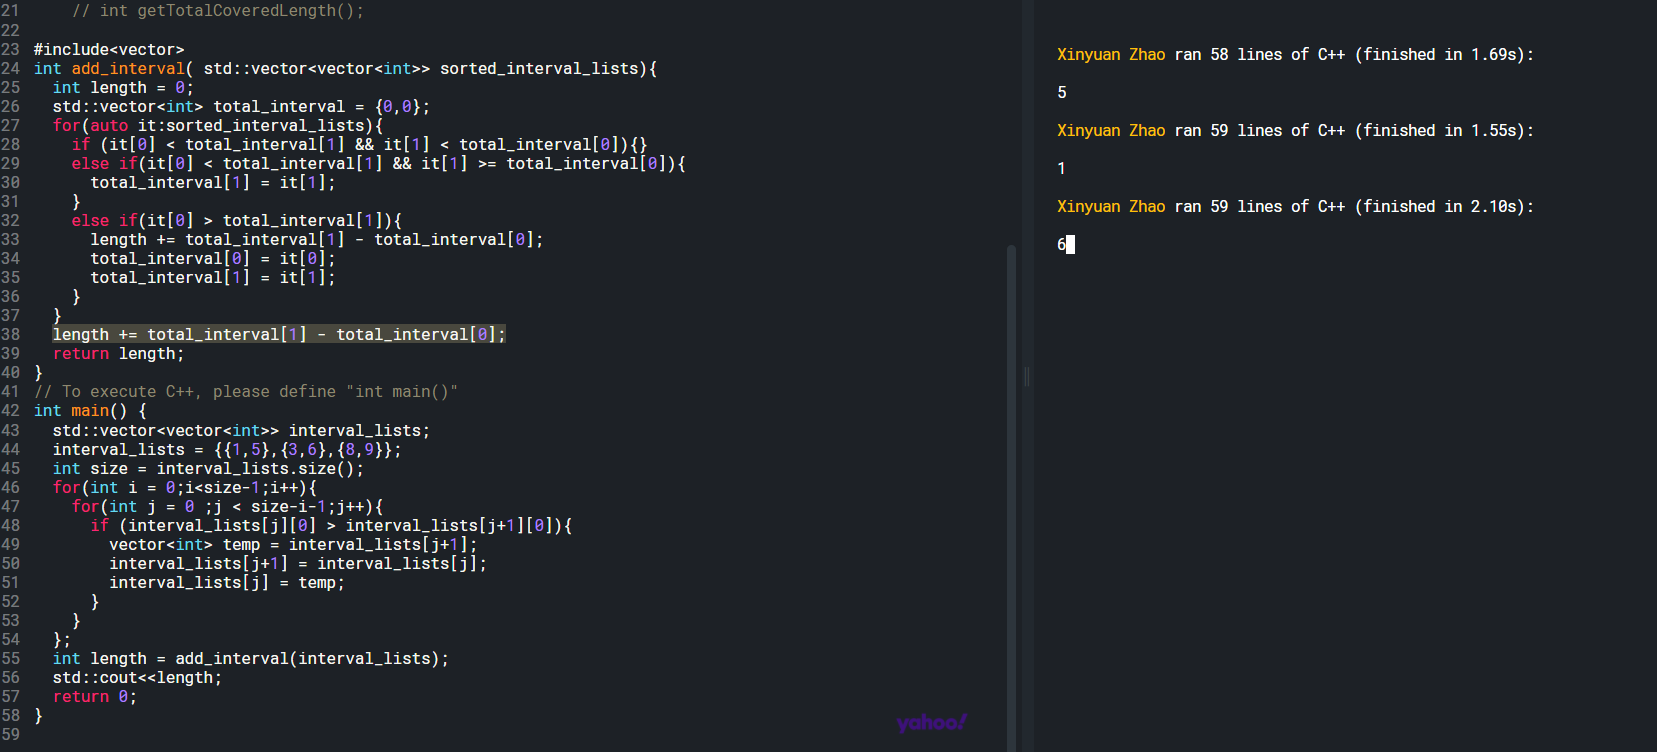 21     // int getTotalCoveredLength();
22
23 #include<vector>
24 int add_interval( std::vector<vector<int>> sorted_interval_lists){
25   int length = 0;
26   std::vector<int> total_interval = {0,0};
27   for(auto it:sorted_interval_lists){
28     if (it[0] < total_interval[1] && it[1] < total_interval[0]){}
29     else if(it[0] < total_interval[1] && it[1] >= total_interval[0]){
30       total_interval[1] = it[1];
31     }
32     else if(it[0] > total_interval[1]){
33       length += total_interval[1] - total_interval[0];
34       total_interval[0] = it[0];
35       total_interval[1] = it[1];
36     }
37   }
38   length += total_interval[1] - total_interval[0];
39   return length;
40 }
41 // To execute C++, please define "int main()"
42 int main() {
43   std::vector<vector<int>> interval_lists;
44   interval_lists = {{1,5},{3,6},{8,9}};
45   int size = interval_lists.size();
46   for(int i = 0;i<size-1;i++){
47     for(int j = 0 ;j < size-i-1;j++){
48       if (interval_lists[j][0] > interval_lists[j+1][0]){
49         vector<int> temp = interval_lists[j+1];
50         interval_lists[j+1] = interval_lists[j];
51         interval_lists[j] = temp;
52       }
53     }
54   };
55   int length = add_interval(interval_lists);
56   std::cout<<length;
57   return 0;
58 }
59
yahoo!
Xinyuan Zhao ran 58 lines of C++ (finished in 1.69s):
5
Xinyuan Zhao ran 59 lines of C++ (finished in 1.55s):
1
Xinyuan Zhao ran 59 lines of C++ (finished in 2.10s):
6